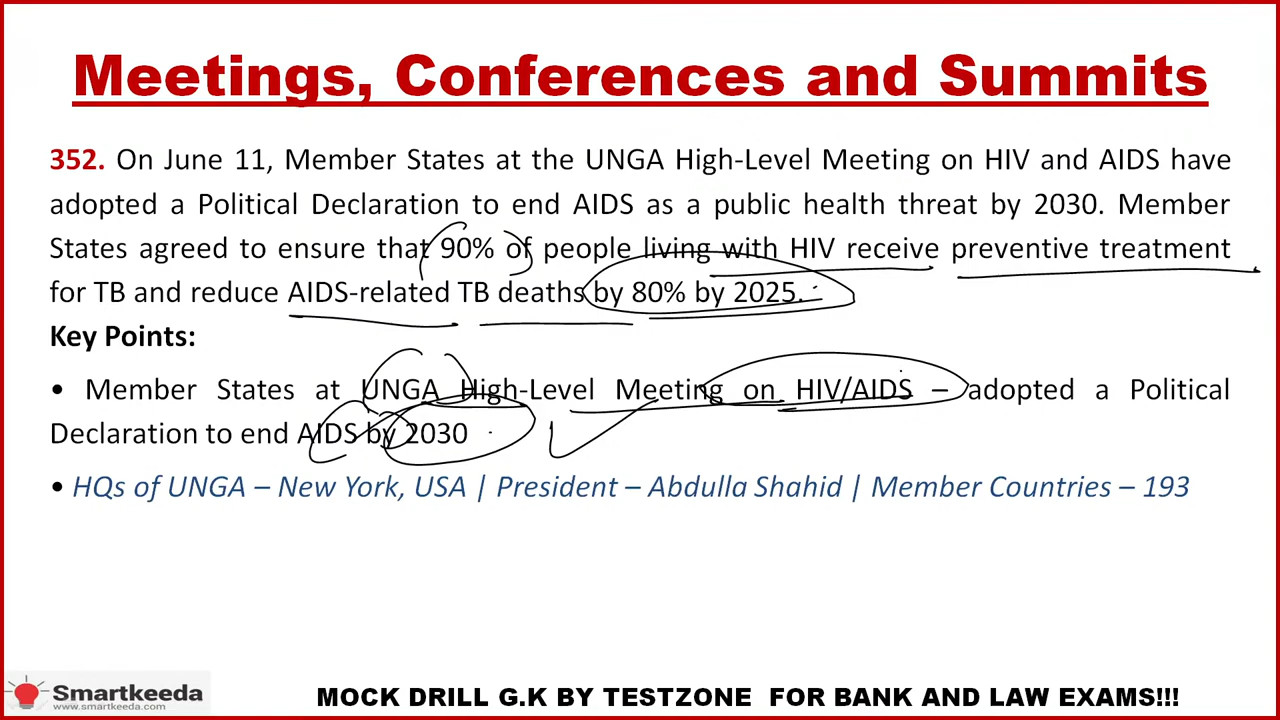 Meetings, Conferences and Summits
352. On June 11, Member States at the UNGA High-Level Meeting on HIV and AIDS have
adopted a Political Declaration to end AIDS as a public health threat by 2030. Member
States agreed to ensure that 90% of people living with HIV receive preventive treatment
for TB and reduce AIDS-related TB deaths by 80% by 2025.
Key Points:
• Member States at UNGA High-Level Meeting on HIV/AIDS – adopted a Political
Declaration to end AIDS by 2030
• HQs of UNGA – New York, USA | President – Abdulla Shahid | Member Countries – 193
Smartkeeda
www.smartkeeda.com
MOCK DRILL G.K BY TESTZONE FOR BANK AND LAW EXAMS!!!